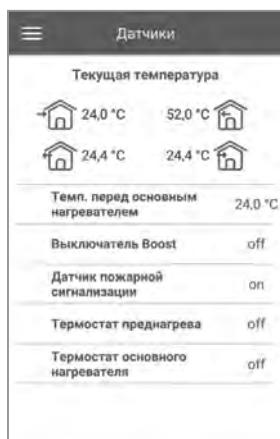 Датчики
Текущая температура
24,0 °C 52,0 °C
24,4 °C 24,4 °C
Темп. перед основным
нагревателем 24,0 °C
Выключатель Boost off
Датчик пожарной
сигнализации on
Термостат преднагрева off
Термостат основного
нагревателя off